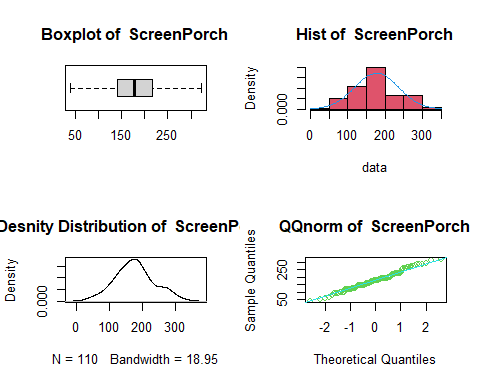 Boxplot of ScreenPorch
50 150 250
Hist of ScreenPorch
Density
0.000
0 100 200 300
data
Desnity Distribution of ScreenP
Density
0.000
0 100 200 300
N = 110 Bandwidth = 18.95
QQnorm of ScreenPorch
Sample Quantiles
50 250
-2 -1 0 1 2
Theoretical Quantiles